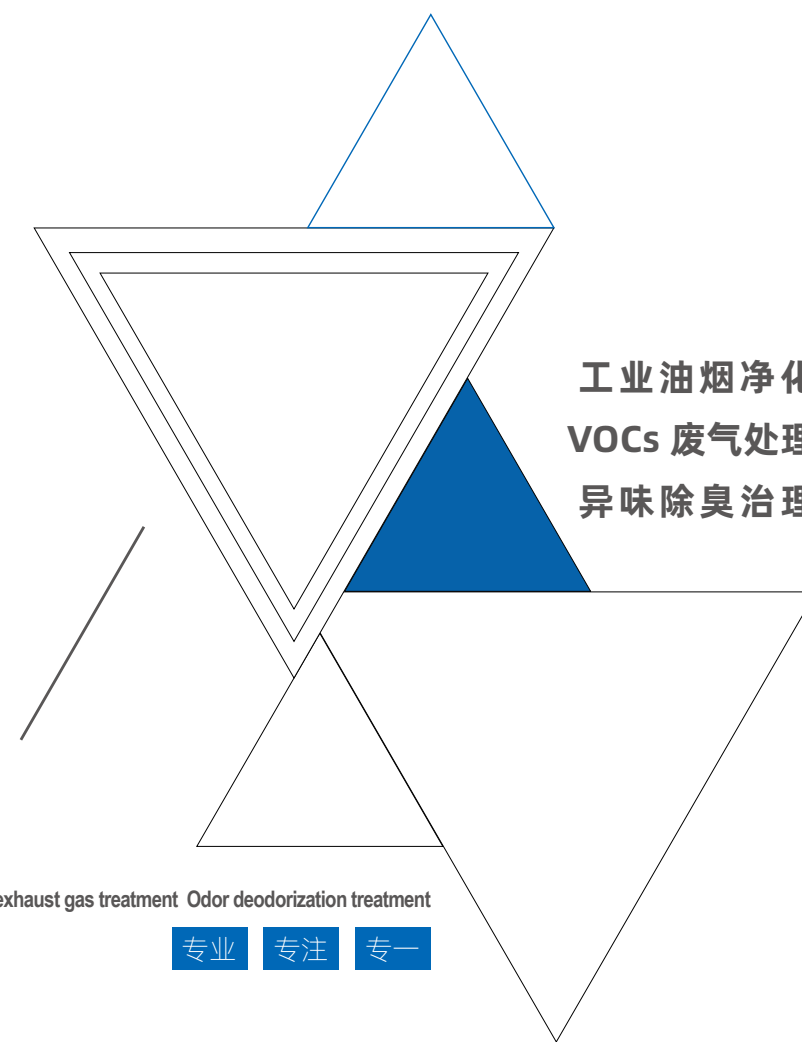 工业油烟净化
VOCs 废气处理
异味除臭治理
exhaust gas treatment Odor deodorization treatment
专业 专注 专一